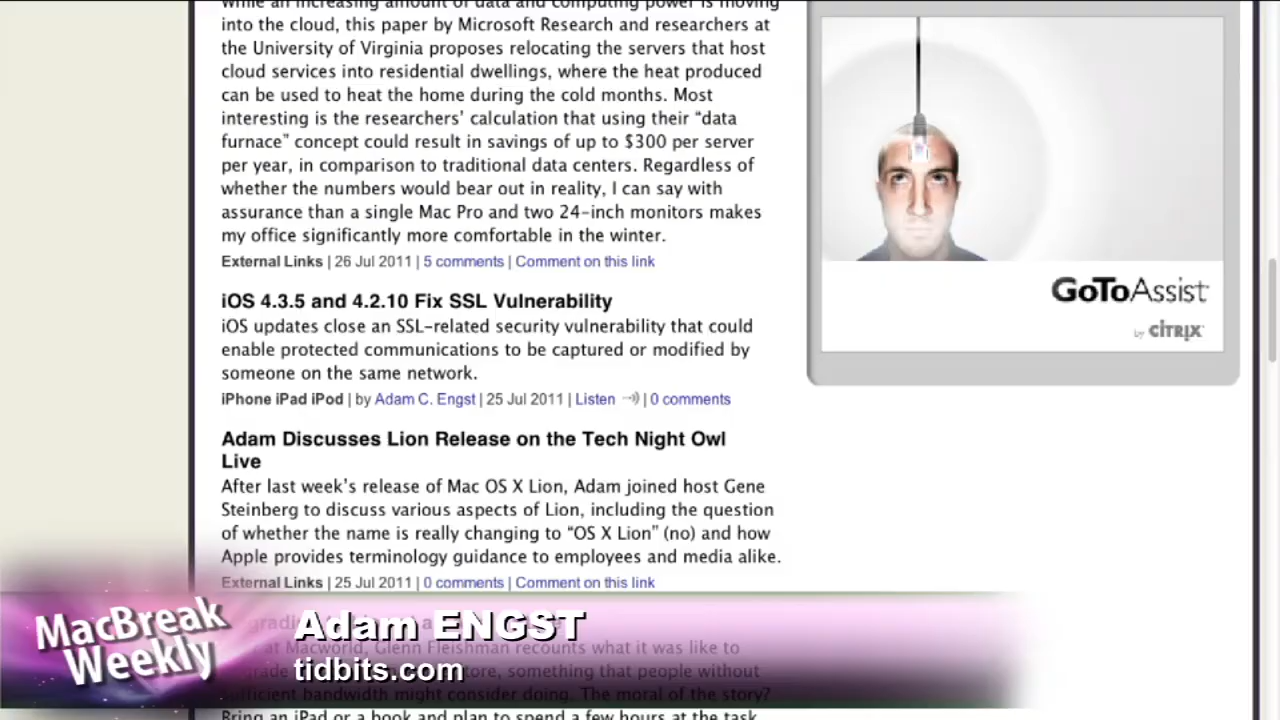 While an increasing amount of data and computing power is moving
into the cloud, this paper by Microsoft Research and researchers at
the University of Virginia proposes relocating the servers that host
cloud services into residential dwellings, where the heat produced
can be used to heat the home during the cold months. Most
interesting is the researchers' calculation that using their “data
furnace” concept could result in savings of up to $300 per server
per year, in comparison to traditional data centers. Regardless of
whether the numbers would bear out in reality, I can say with
assurance than a single Mac Pro and two 24-inch monitors makes
my office significantly more comfortable in the winter.
External Links | 26 Jul 2011 | 5 comments | Comment on this link
iOS 4.3.5 and 4.2.10 Fix SSL Vulnerability
iOS updates close an SSL-related security vulnerability that could
enable protected communications to be captured or modified by
someone on the same network.
iPhone iPad iPod | by Adam C. Engst | 25 Jul 2011 | Listen | 0 comments
Adam Discusses Lion Release on the Tech Night Owl
Live
After last week's release of Mac OS X Lion, Adam joined host Gene
Steinberg to discuss various aspects of Lion, including the question
of whether the name is really changing to “OS X Lion” (no) and how
Apple provides terminology guidance to employees and media alike.
External Links | 25 Jul 2011 | 0 comments | Comment on this link
at Macworld, Glenn Fleishman recounts what it was like to
something that people without
sufficient bandwidth might consider doing. The moral of the story?
Bring an iPad or a book and plan to spend a few hours at the task
GoToAssist
by CITRIX
MacBreak
Weekly
Adam ENGST
tidbits.com